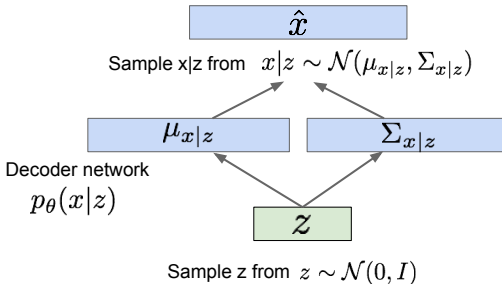 x̂
Sample x|z from x|z ∼ 𝒩(μ_{x|z}, Σ_{x|z})
μ_{x|z} Σ_{x|z}
Decoder network
p_θ(x|z)
z
Sample z from z ∼ 𝒩(0, I)